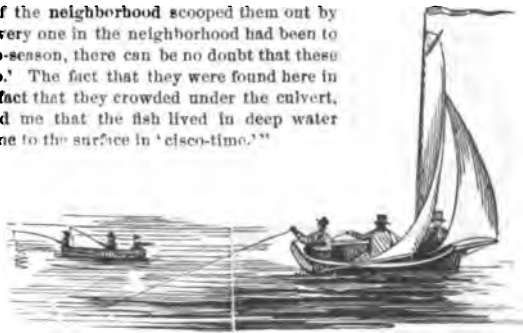 f the neighborhood scooped them out by
very one in the neighborhood had been to
-season, there can be no doubt that these
.' The fact that they were found here in
fact that they crowded under the culvert,
d me that the fish lived in deep water
ne to the surface in 'cisco-time.'"